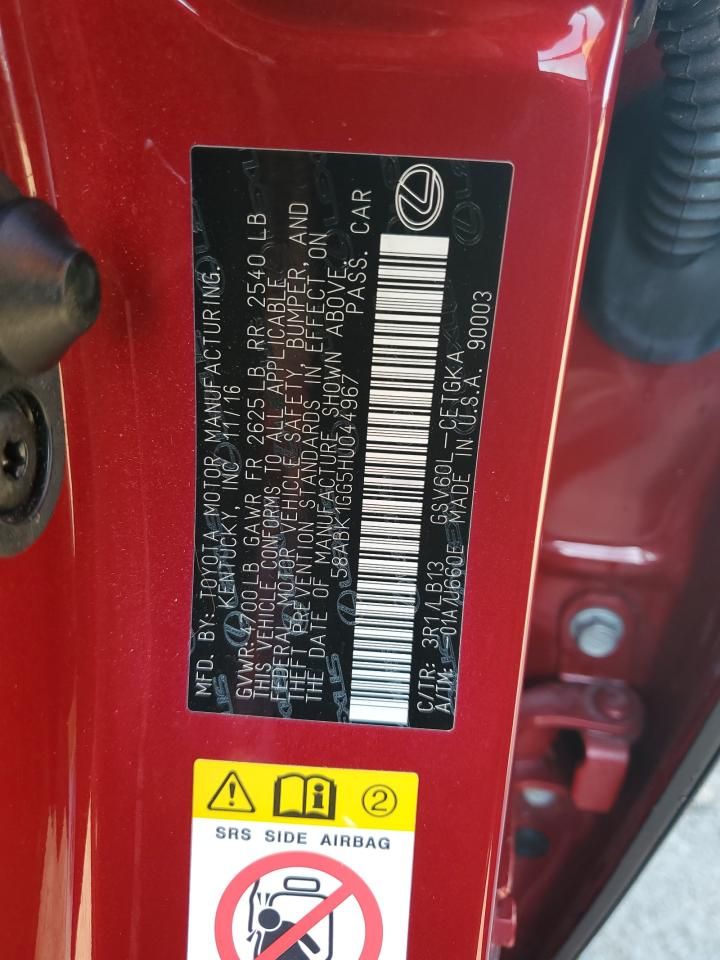 MFD. BY: TOYOTA MOTOR MANUFACTURING.
KENTUCKY, INC 11/16
GVWR: 4700 LB GAWR FR 2625 LB RR 2540 LB
THIS VEHICLE CONFORMS TO ALL APPLICABLE
FEDERAL MOTOR VEHICLE SAFETY, BUMPER, AND
THEFT PREVENTION STANDARDS IN EFFECT ON
THE DATE OF MANUFACTURE SHOWN ABOVE.
58ABK1GG5HU044967 PASS. CAR
C/TR: 3R1/LB13 GSV60L-CETGKA
A/TM: 01A/U660E MADE IN U.S.A. 90003
2
SRS SIDE AIRBAG